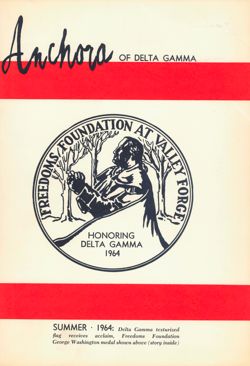 Anchora OF DELTA GAMMA
FREEDOMS FOUNDATION AT VALLEY FORGE
HONORING
DELTA GAMMA
1964
SUMMER · 1964: Delta Gamma texturized
flag receives acclaim, Freedoms Foundation
George Washington medal shown above (story inside)